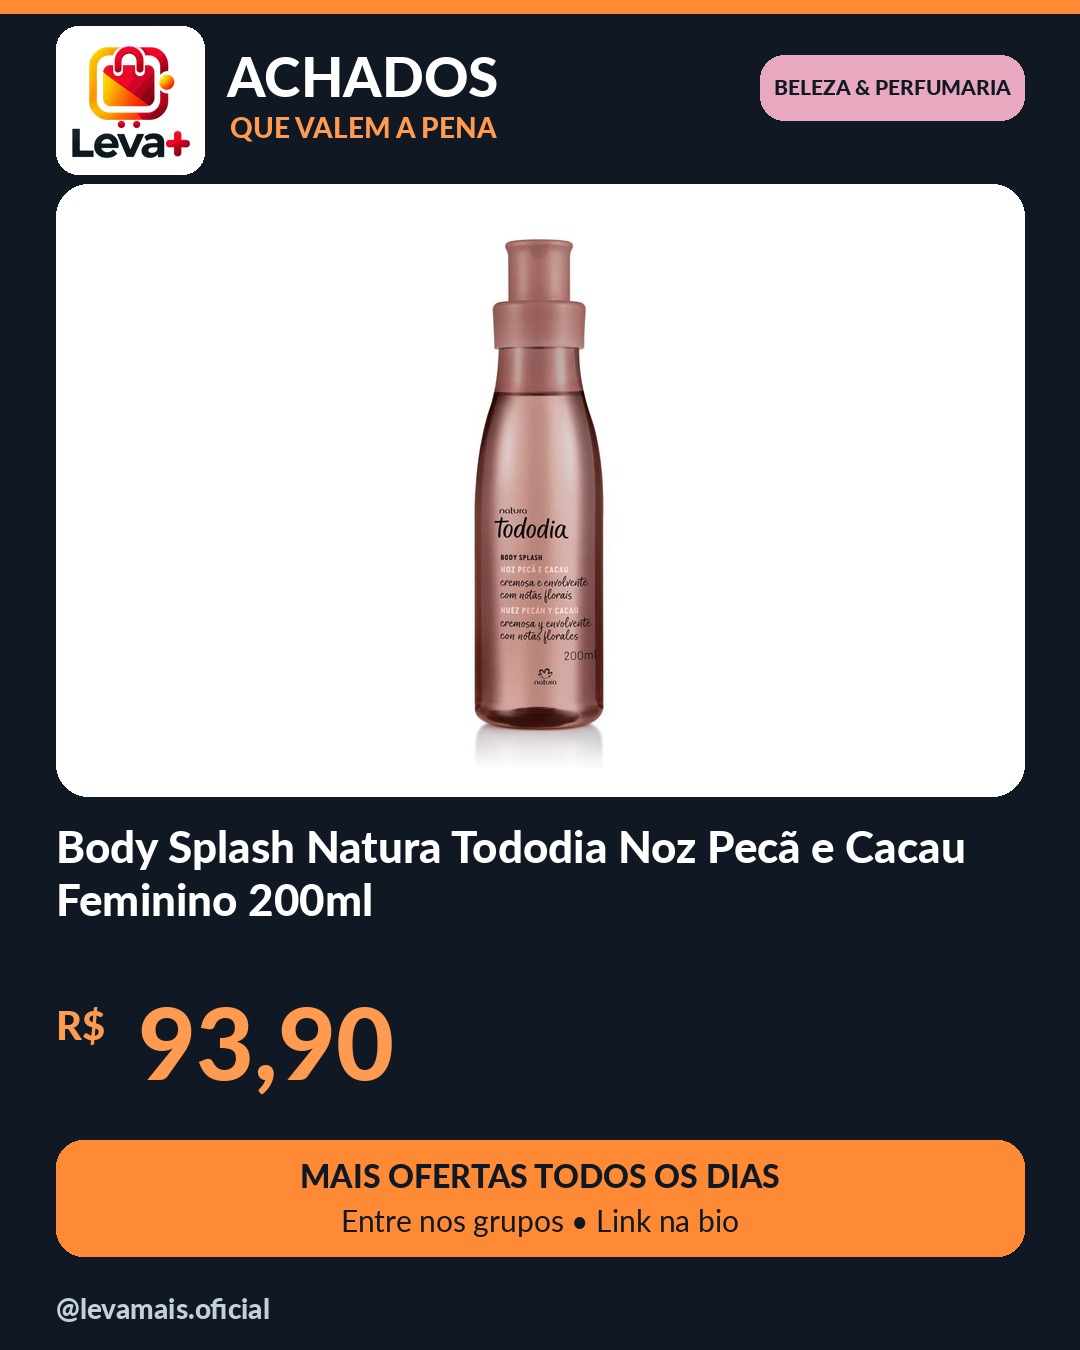 Leva+
ACHADOS
QUE VALEM A PENA
BELEZA & PERFUMARIA
natura
tododia
BODY SPLASH
NOZ PECÃ E CACAU
cremosa e envolvente
com notas florais
NUEZ PECÁN Y CACAO
cremosa y envolvente
con notas florales
200ml
natura
Body Splash Natura Tododia Noz Pecã e Cacau
Feminino 200ml
R$ 93,90
MAIS OFERTAS TODOS OS DIAS
Entre nos grupos • Link na bio
@levamais.oficial